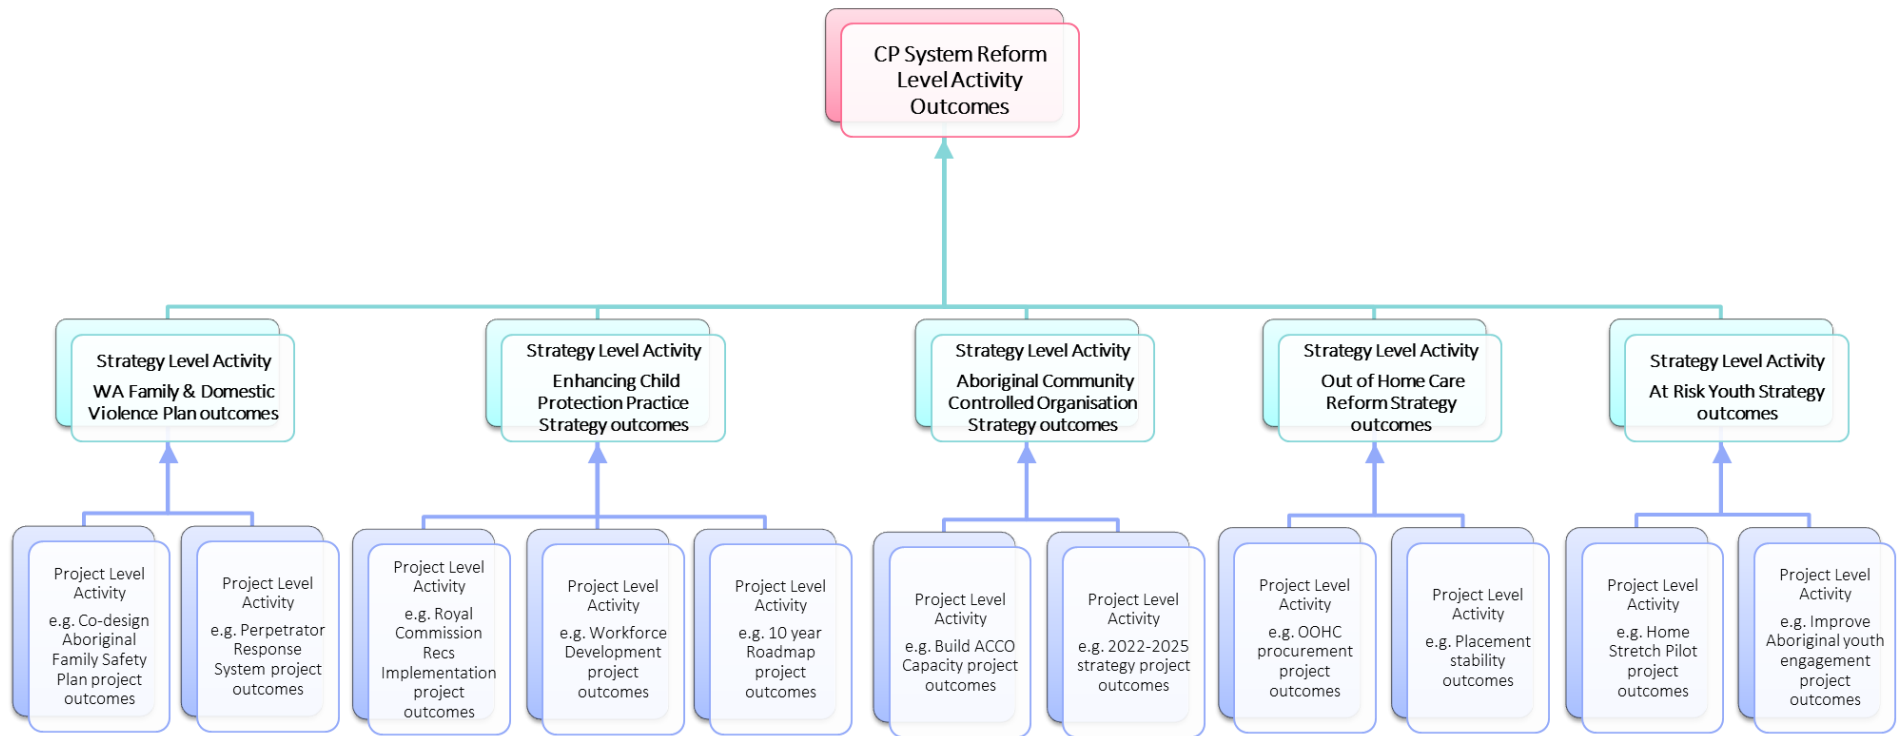 CP System Reform
Level Activity
Outcomes
Strategy Level Activity
WA Family & Domestic
Violence Plan outcomes
Strategy Level Activity
Enhancing Child
Protection Practice
Strategy outcomes
Strategy Level Activity
Aboriginal Community
Controlled Organisation
Strategy outcomes
Strategy Level Activity
Out of Home Care
Reform Strategy
outcomes
Strategy Level Activity
At Risk Youth Strategy
outcomes
Project Level
Activity
e.g. Co-design
Aboriginal
Family Safety
Plan project
outcomes
Project Level
Activity
e.g. Perpetrator
Response
System project
outcomes
Project Level
Activity
e.g. Royal
Commission
Recs
Implementation
project
outcomes
Project Level
Activity
e.g. Workforce
Development
project
outcomes
Project Level
Activity
e.g. 10 year
Roadmap
project
outcomes
Project Level
Activity
e.g. Build ACCO
Capacity project
outcomes
Project Level
Activity
e.g. 2022-2025
strategy project
outcomes
Project Level
Activity
e.g. OOHC
procurement
project
outcomes
Project Level
Activity
e.g. Placement
stability
outcomes
Project Level
Activity
e.g. Home
Stretch Pilot
project
outcomes
Project Level
Activity
e.g. Improve
Aboriginal youth
engagement
project
outcomes